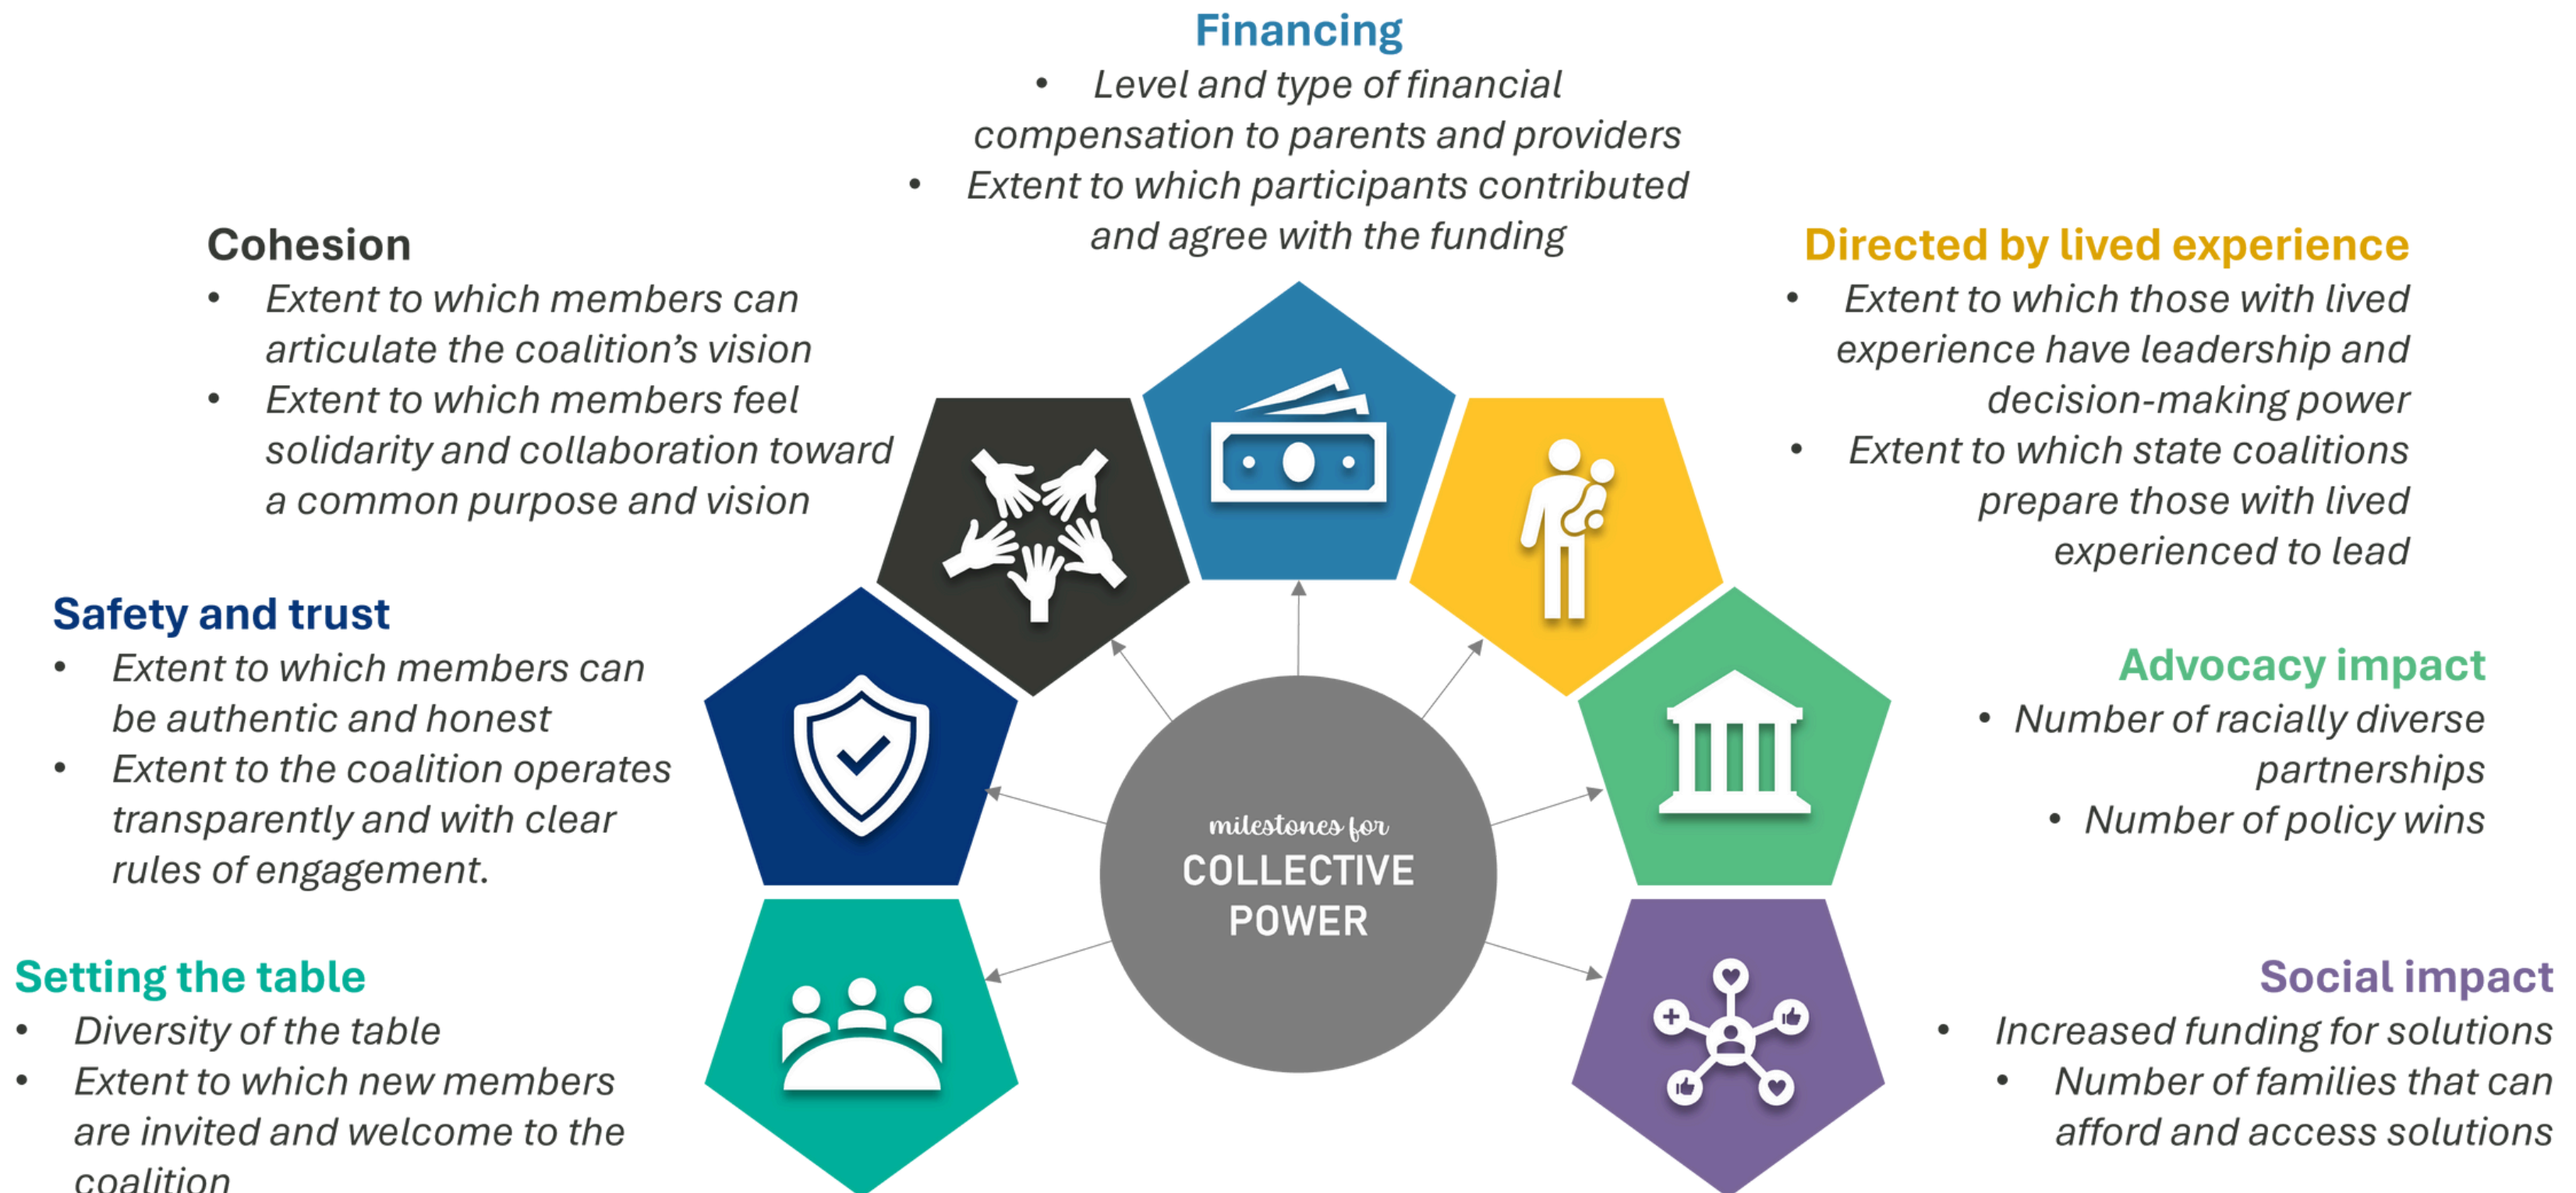 Financing
• Level and type of financial
compensation to parents and providers
• Extent to which participants contributed
and agree with the funding
Cohesion
• Extent to which members can
articulate the coalition’s vision
• Extent to which members feel
solidarity and collaboration toward
a common purpose and vision
Directed by lived experience
• Extent to which those with lived
experience have leadership and
decision-making power
• Extent to which state coalitions
prepare those with lived
experienced to lead
Safety and trust
• Extent to which members can
be authentic and honest
• Extent to the coalition operates
transparently and with clear
rules of engagement.
Advocacy impact
• Number of racially diverse
partnerships
• Number of policy wins
milestones for
COLLECTIVE
POWER
Setting the table
• Diversity of the table
• Extent to which new members
are invited and welcome to the
coalition
Social impact
• Increased funding for solutions
• Number of families that can
afford and access solutions